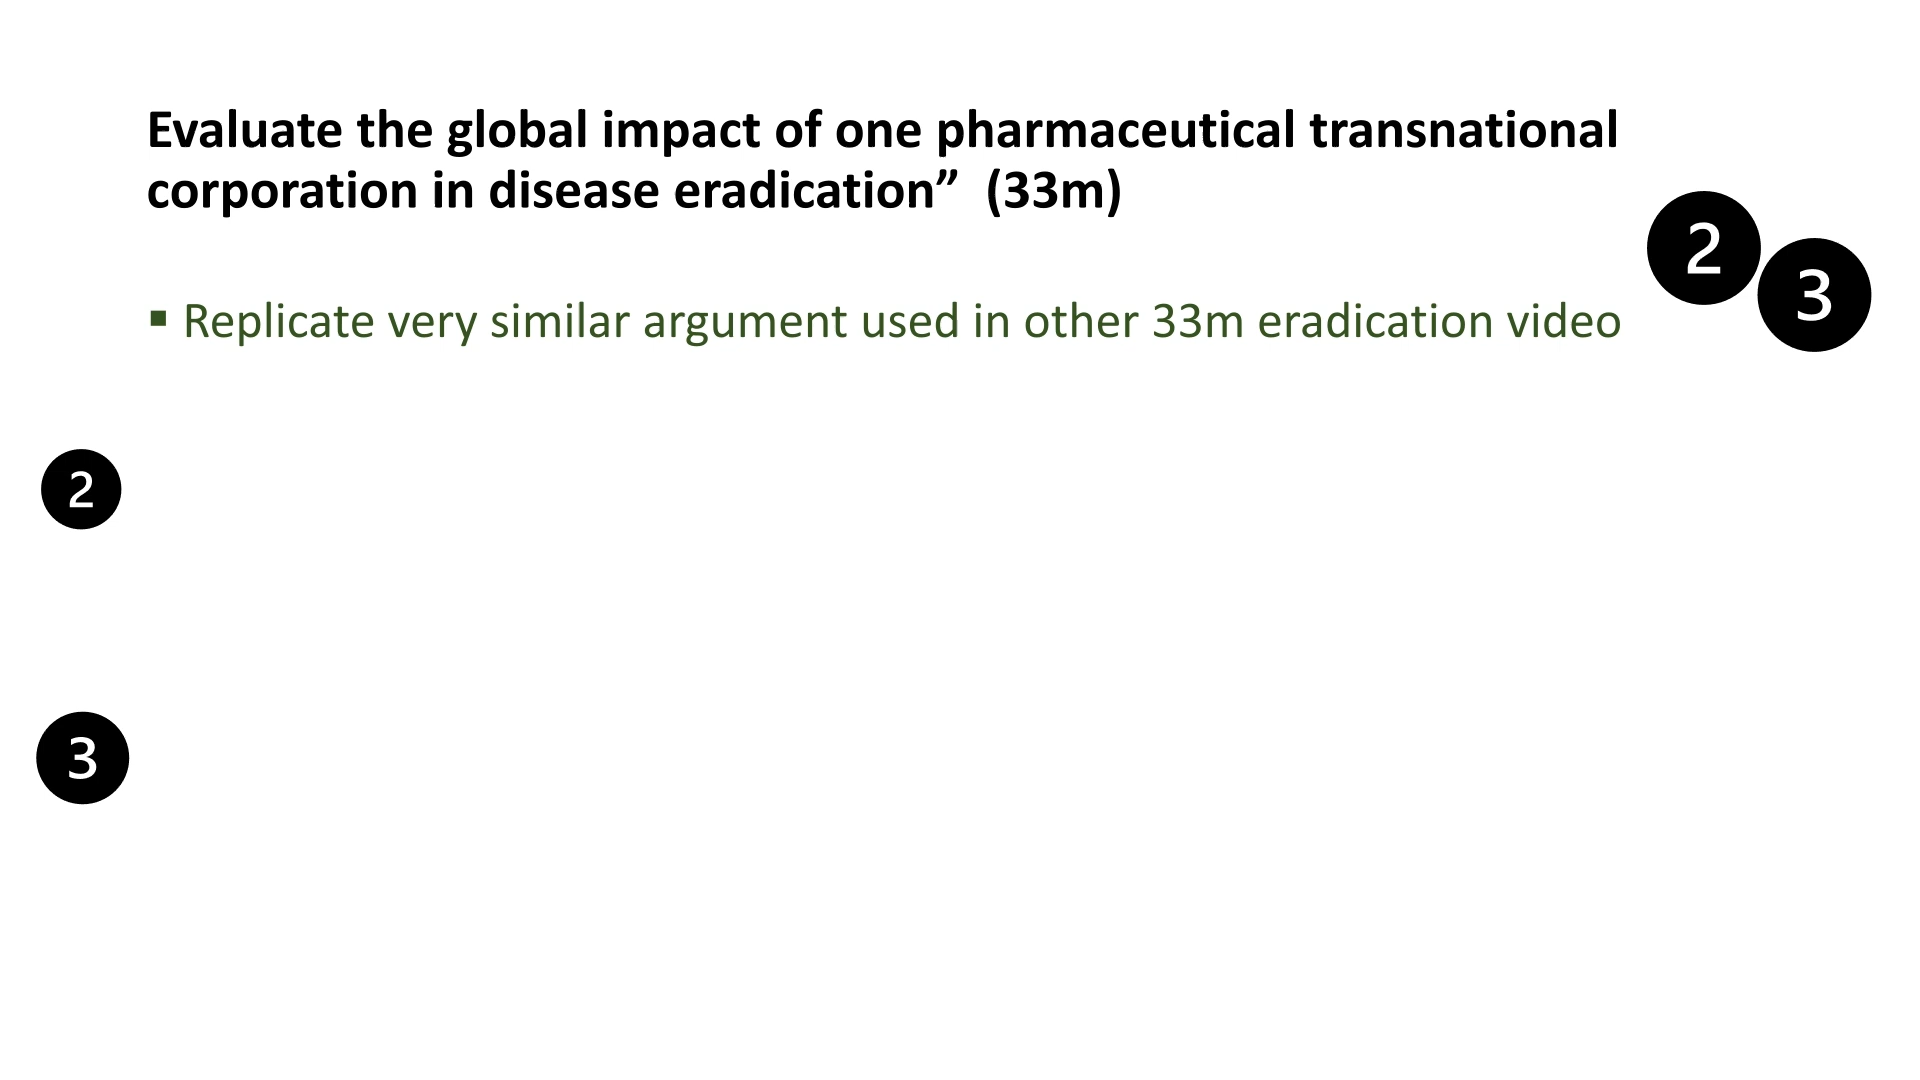 Evaluate the global impact of one pharmaceutical transnational
corporation in disease eradication”  (33m)
2
3
▪ Replicate very similar argument used in other 33m eradication video
2
3